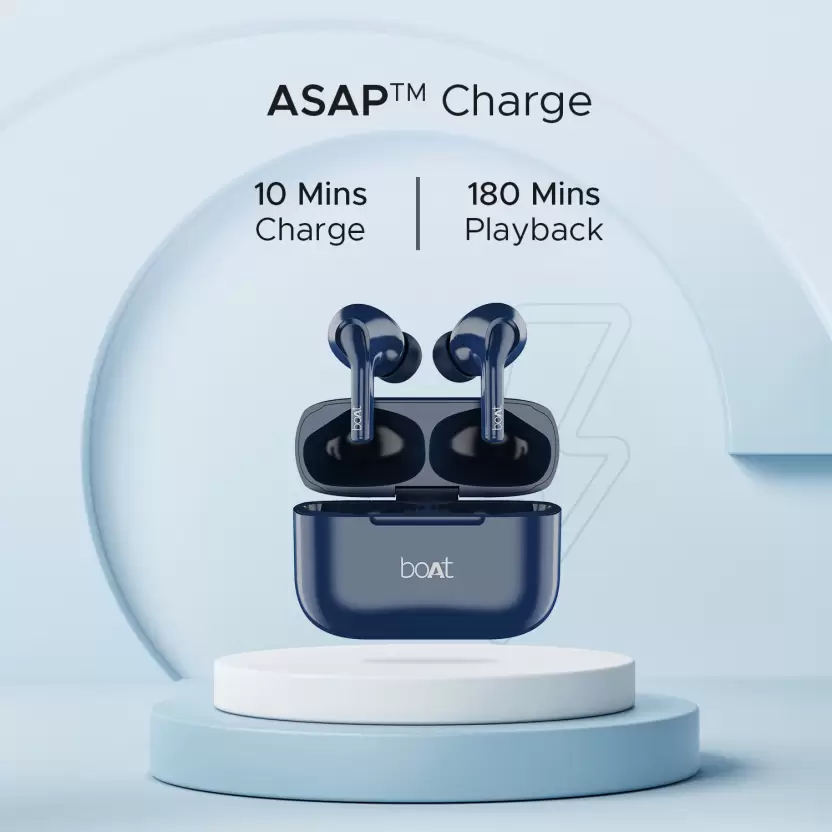 ASAP™ Charge
10 Mins
Charge
180 Mins
Playback
boAt
boAt
boAt